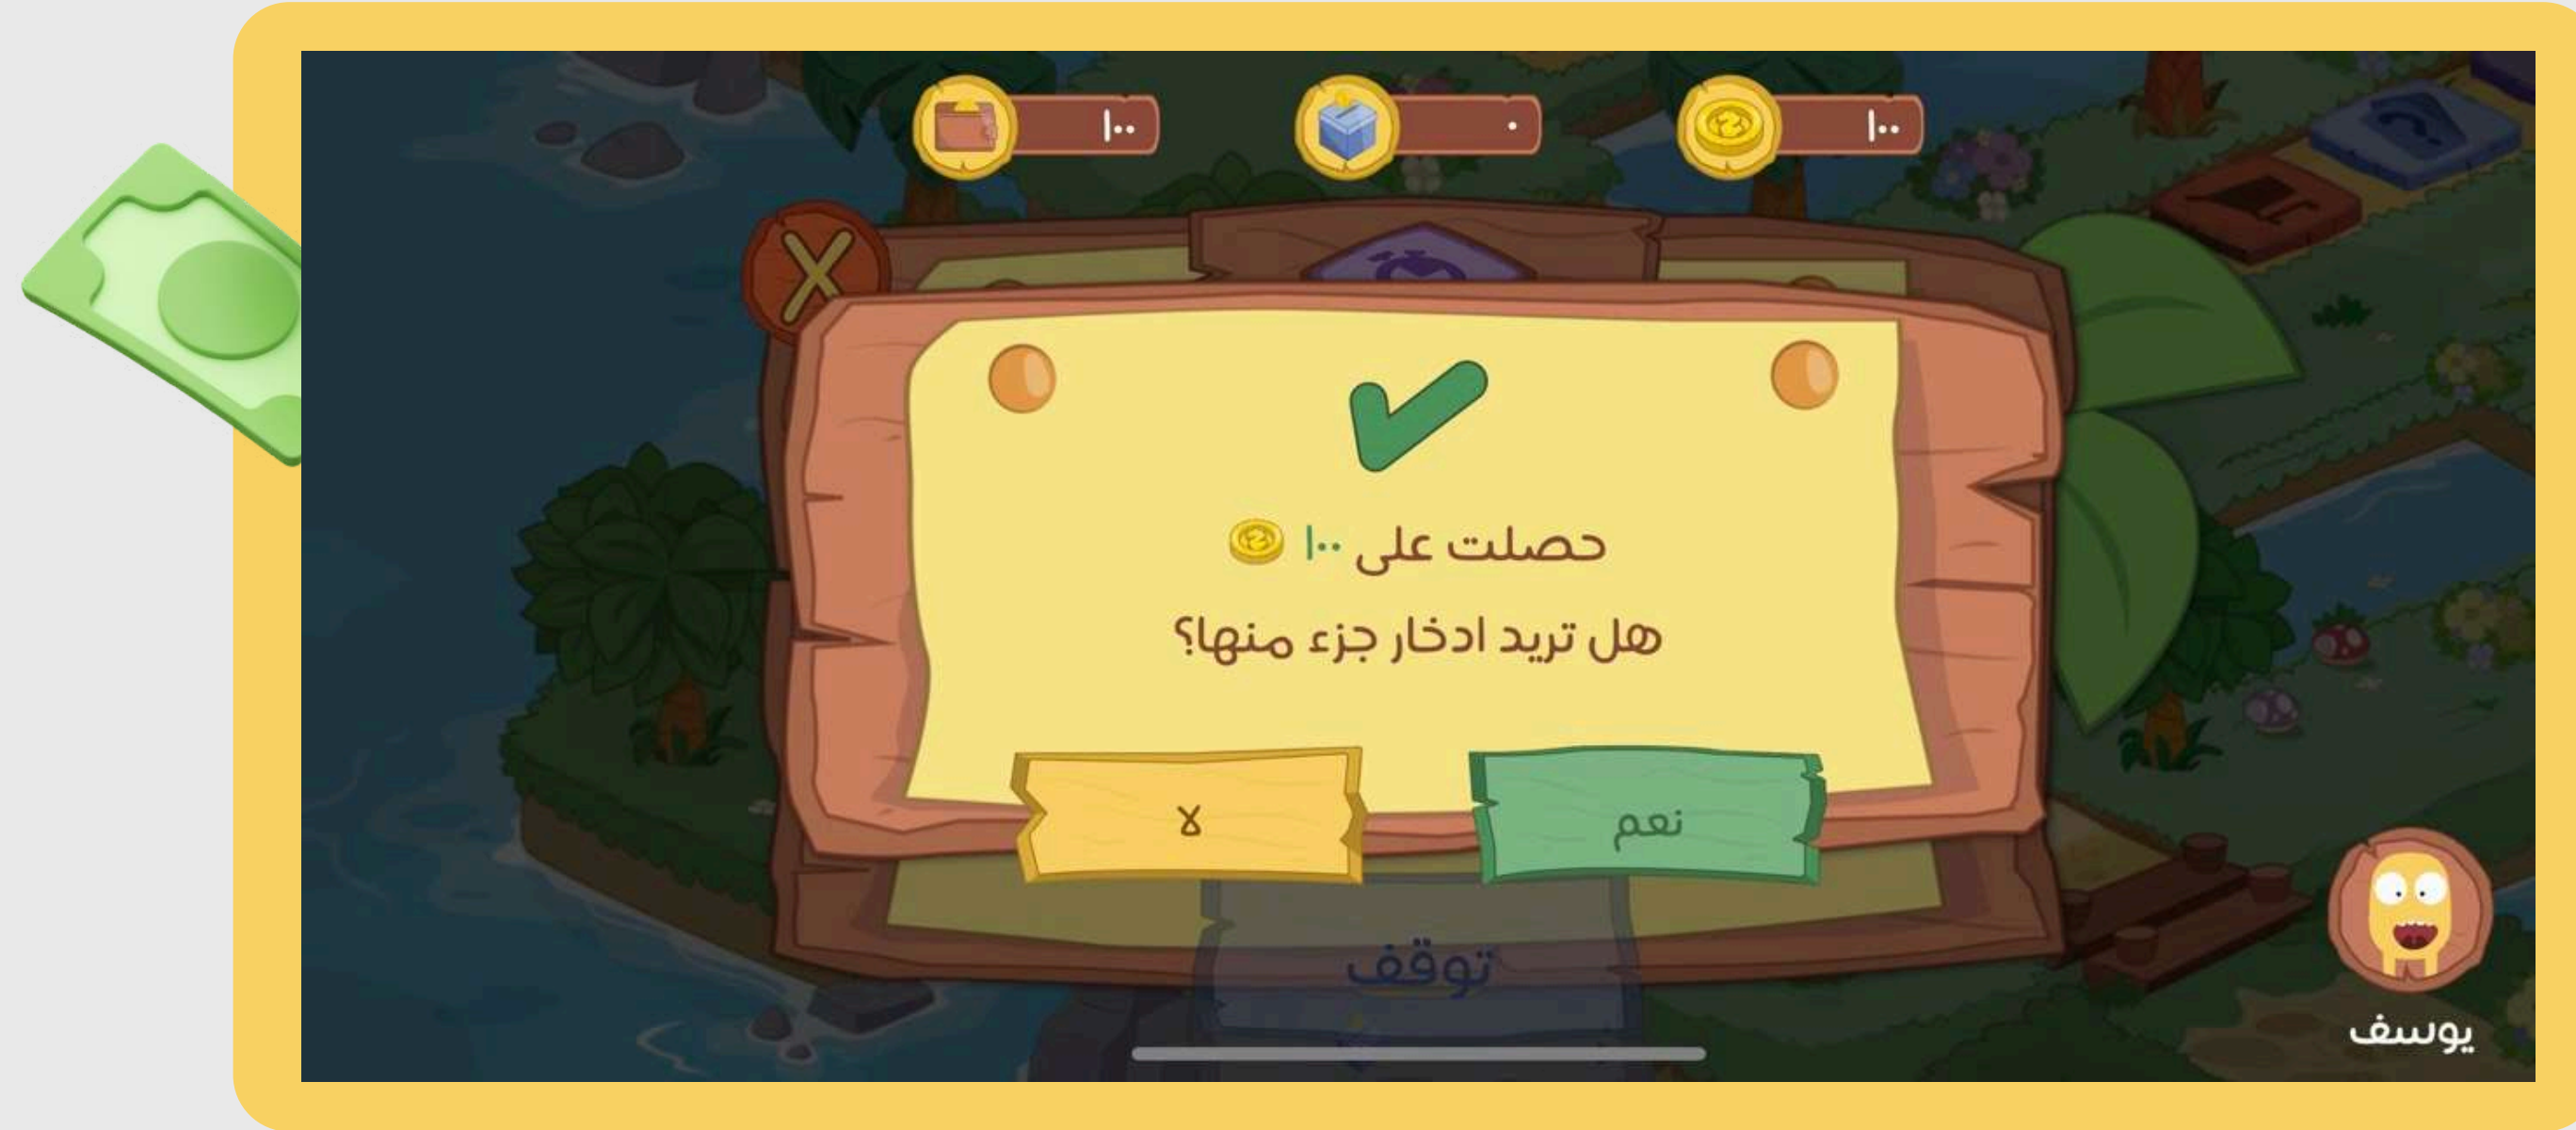 ١٠٠
٠
١٠٠
حصلت على ١٠٠
هل تريد ادخار جزء منها؟
نعم
لا
توقف
يوسف